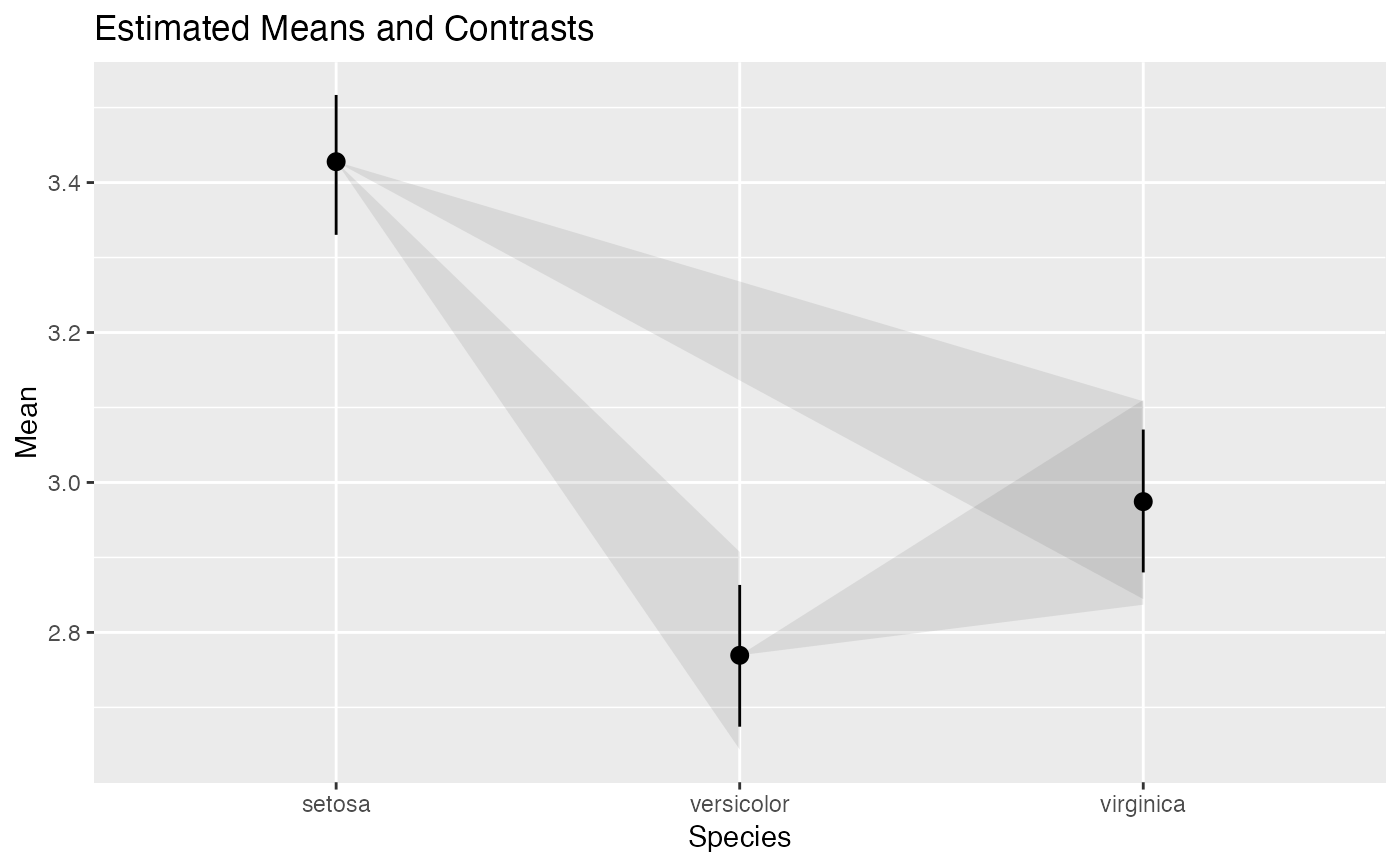 Estimated Means and Contrasts
Mean
3.4
3.2
3.0
2.8
setosa versicolor virginica
Species